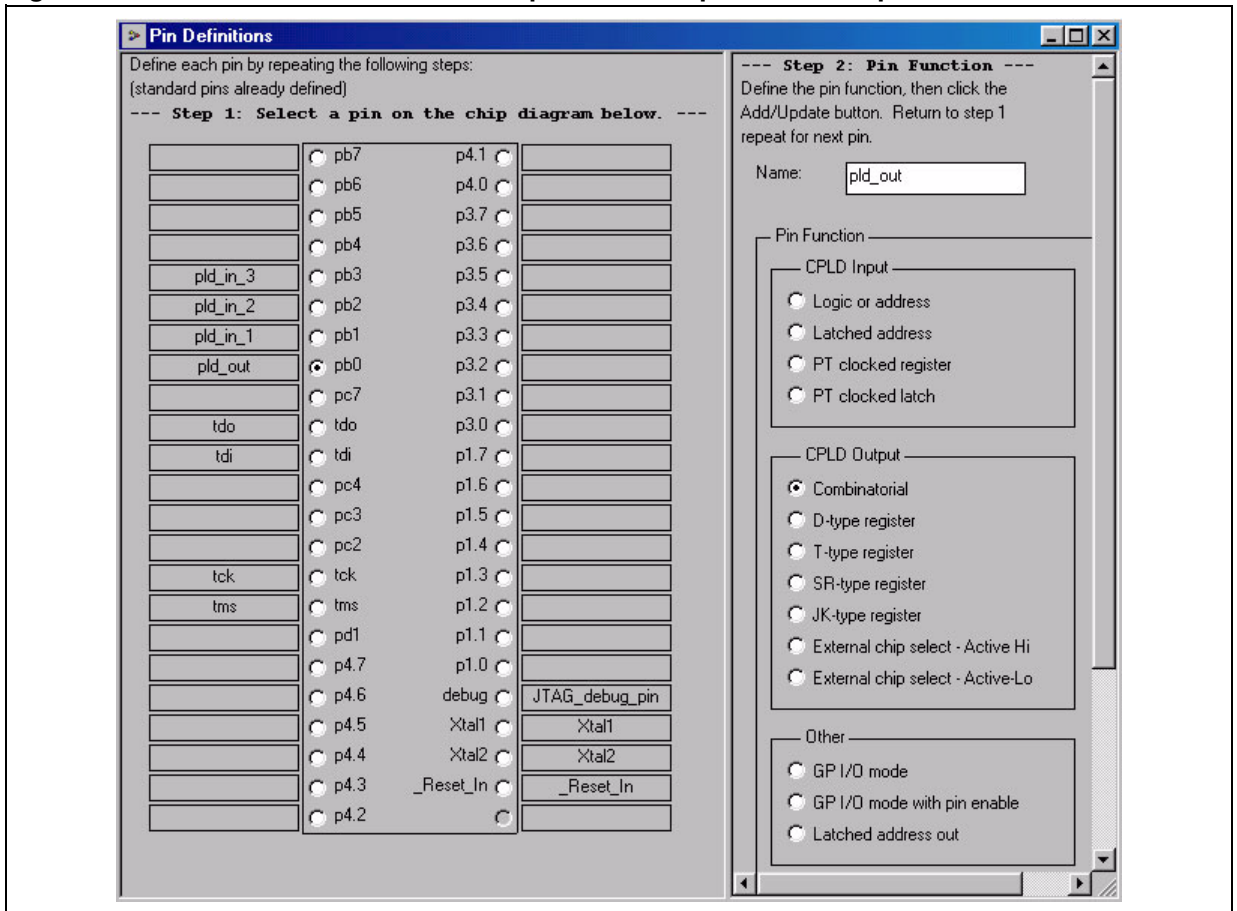 Pin Definitions
Define each pin by repeating the following steps:
(standard pins already defined)
--- Step 1: Select a pin on the chip diagram below. ---
pb7 p4.1
pb6 p4.0
pb5 p3.7
pb4 p3.6
pld_in_3 pb3 p3.5
pld_in_2 pb2 p3.4
pld_in_1 pb1 p3.3
pld_out pb0 p3.2
pc7 p3.1
tdo tdo p3.0
tdi tdi p1.7
pc4 p1.6
pc3 p1.5
pc2 p1.4
tck tck p1.3
tms tms p1.2
pd1 p1.1
p4.7 p1.0
p4.6 debug JTAG_debug_pin
p4.5 Xtal1 Xtal1
p4.4 Xtal2 Xtal2
p4.3 _Reset_In _Reset_In
p4.2
--- Step 2: Pin Function ---
Define the pin function, then click the
Add/Update button. Return to step 1
repeat for next pin.
Name: pld_out
Pin Function
CPLD Input
Logic or address
Latched address
PT clocked register
PT clocked latch
CPLD Output
Combinatorial
D-type register
T-type register
SR-type register
JK-type register
External chip select - Active Hi
External chip select - Active-Lo
Other
GP I/O mode
GP I/O mode with pin enable
Latched address out